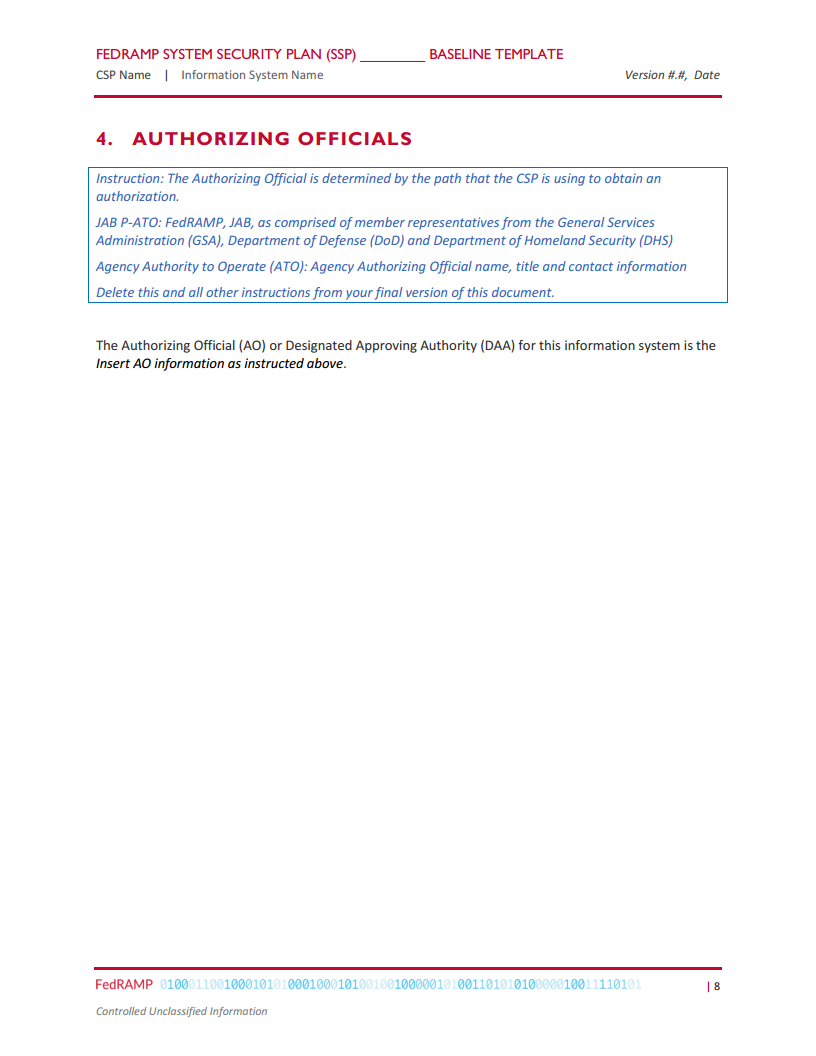 FEDRAMP SYSTEM SECURITY PLAN (SSP) _________ BASELINE TEMPLATE
CSP Name | Information System Name Version #.#, Date
4. AUTHORIZING OFFICIALS
Instruction: The Authorizing Official is determined by the path that the CSP is using to obtain an
authorization.
JAB P-ATO: FedRAMP, JAB, as comprised of member representatives from the General Services
Administration (GSA), Department of Defense (DoD) and Department of Homeland Security (DHS)
Agency Authority to Operate (ATO): Agency Authorizing Official name, title and contact information
Delete this and all other instructions from your final version of this document.
The Authorizing Official (AO) or Designated Approving Authority (DAA) for this information system is the
Insert AO information as instructed above.
FedRAMP | 8
Controlled Unclassified Information